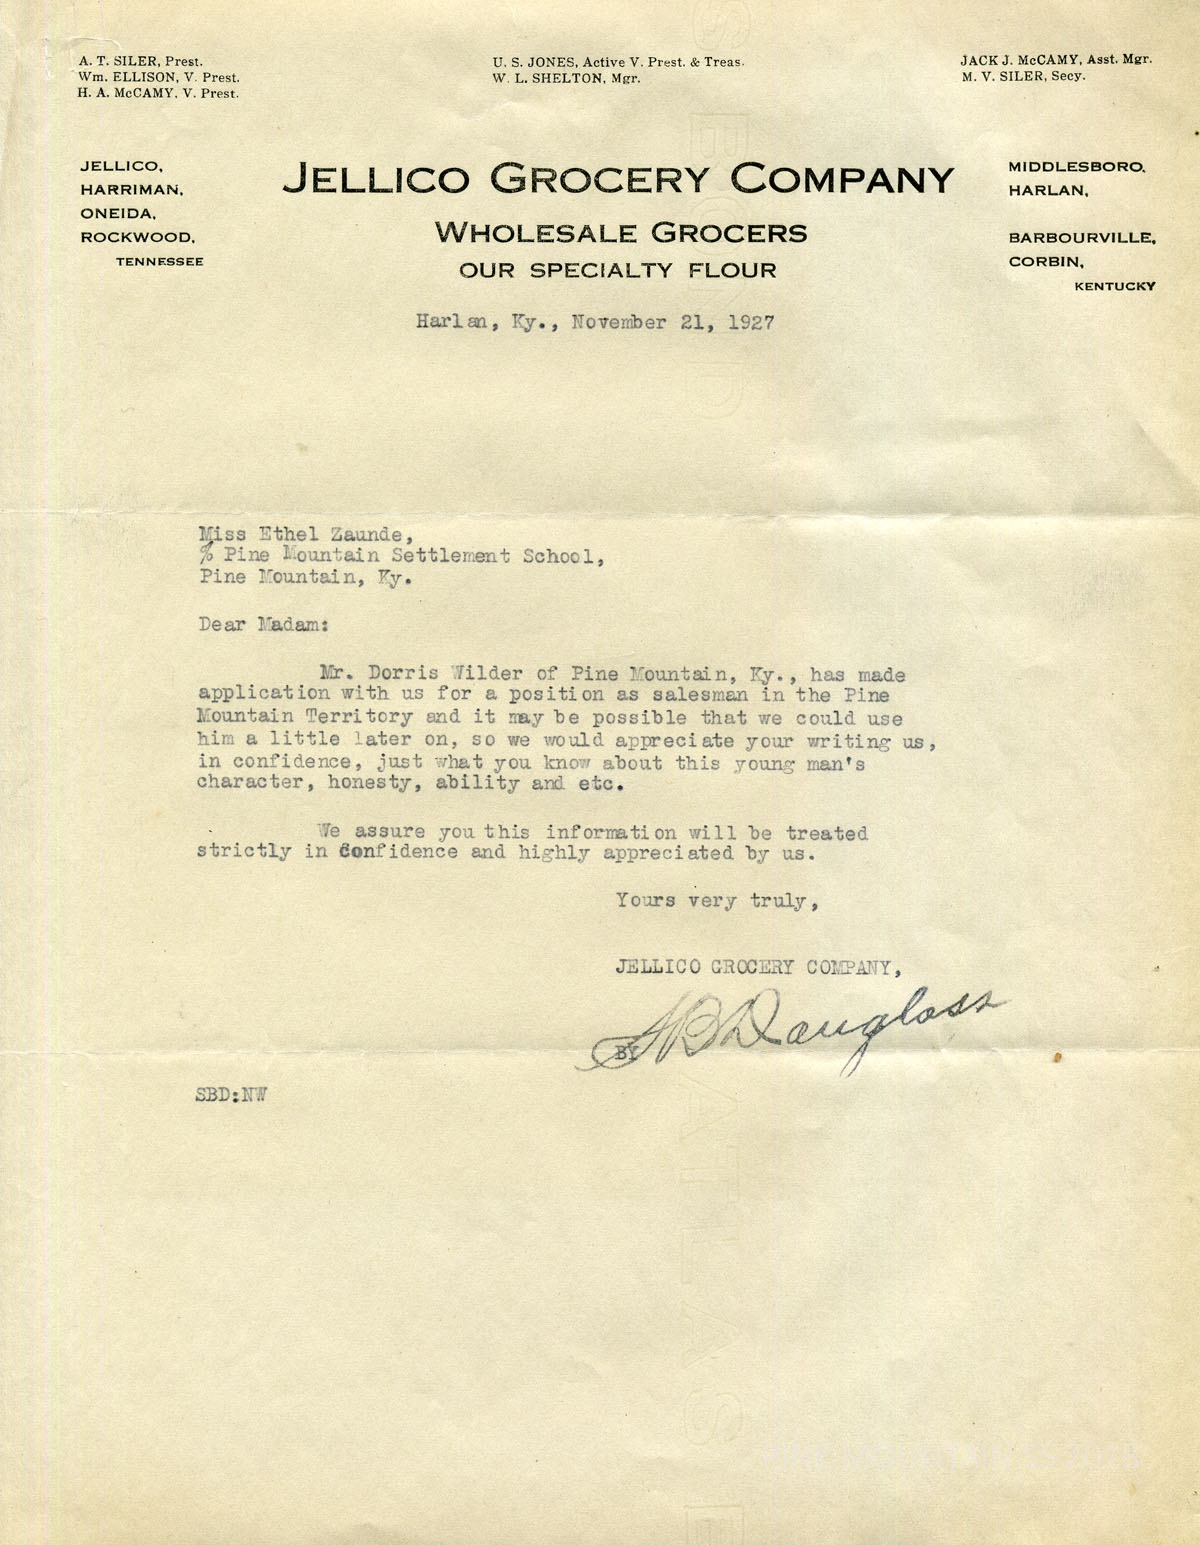 A. T. SILER, Prest.
Wm. ELLISON, V. Prest.
H. A. McCAMY, V. Prest.
U. S. JONES, Active V. Prest. & Treas.
W. L. SHELTON, Mgr.
JACK J. McCAMY, Asst. Mgr.
M. V. SILER, Secy.
JELLICO,
HARRIMAN,
ONEIDA,
ROCKWOOD,
TENNESSEE
JELLICO GROCERY COMPANY
WHOLESALE GROCERS
OUR SPECIALTY FLOUR
MIDDLESBORO,
HARLAN,
BARBOURVILLE,
CORBIN,
KENTUCKY
Harlan, Ky., November 21, 1927
Miss Ethel Zaunde,
% Pine Mountain Settlement School,
Pine Mountain, Ky.
Dear Madam:
Mr. Dorris Wilder of Pine Mountain, Ky., has made
application with us for a position as salesman in the Pine
Mountain Territory and it may be possible that we could use
him a little later on, so we would appreciate your writing us,
in confidence, just what you know about this young man's
character, honesty, ability and etc.
We assure you this information will be treated
strictly in confidence and highly appreciated by us.
Yours very truly,
JELLICO GROCERY COMPANY,
BY SB Douglass
SBD:NW